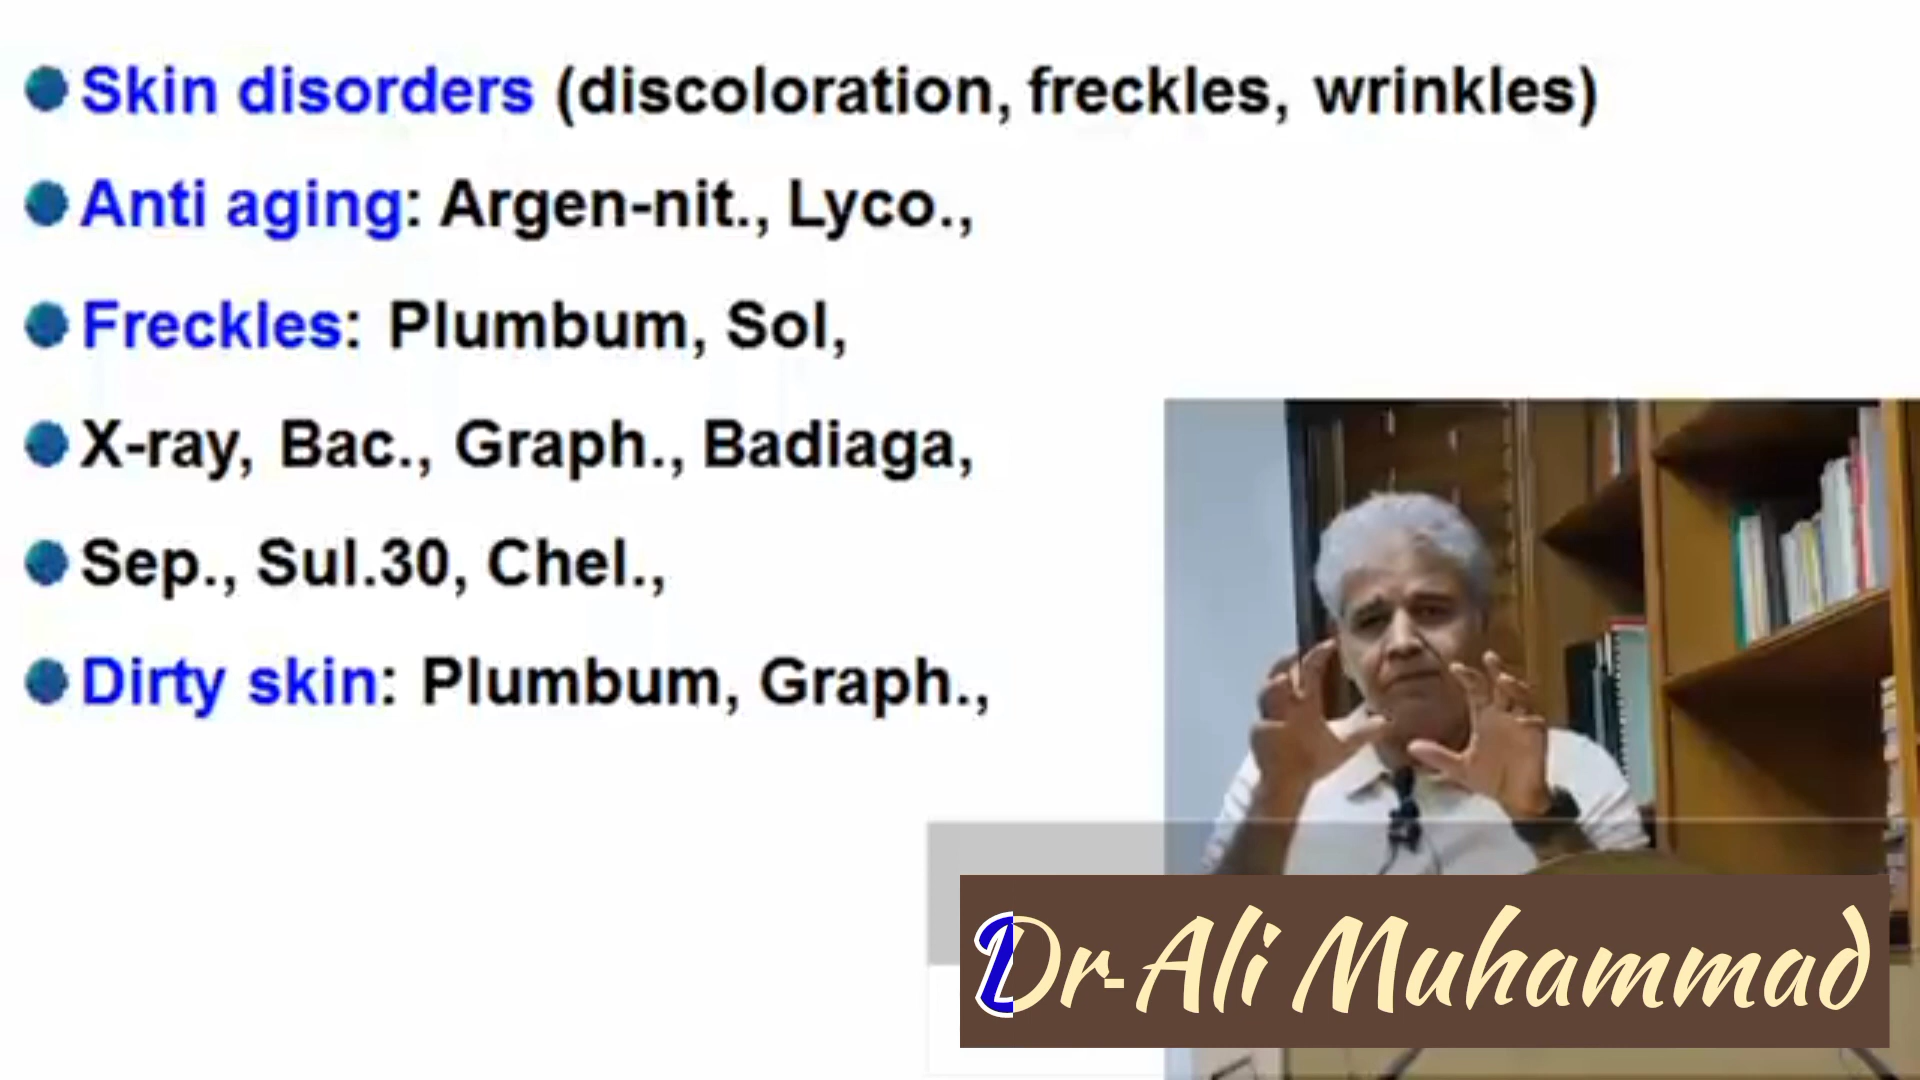 Skin disorders (discoloration, freckles, wrinkles)
Anti aging: Argen-nit., Lyco.,
Freckles: Plumbum, Sol,
X-ray, Bac., Graph., Badiaga,
Sep., Sul.30, Chel.,
Dirty skin: Plumbum, Graph.,
Dr-Ali Muhammad